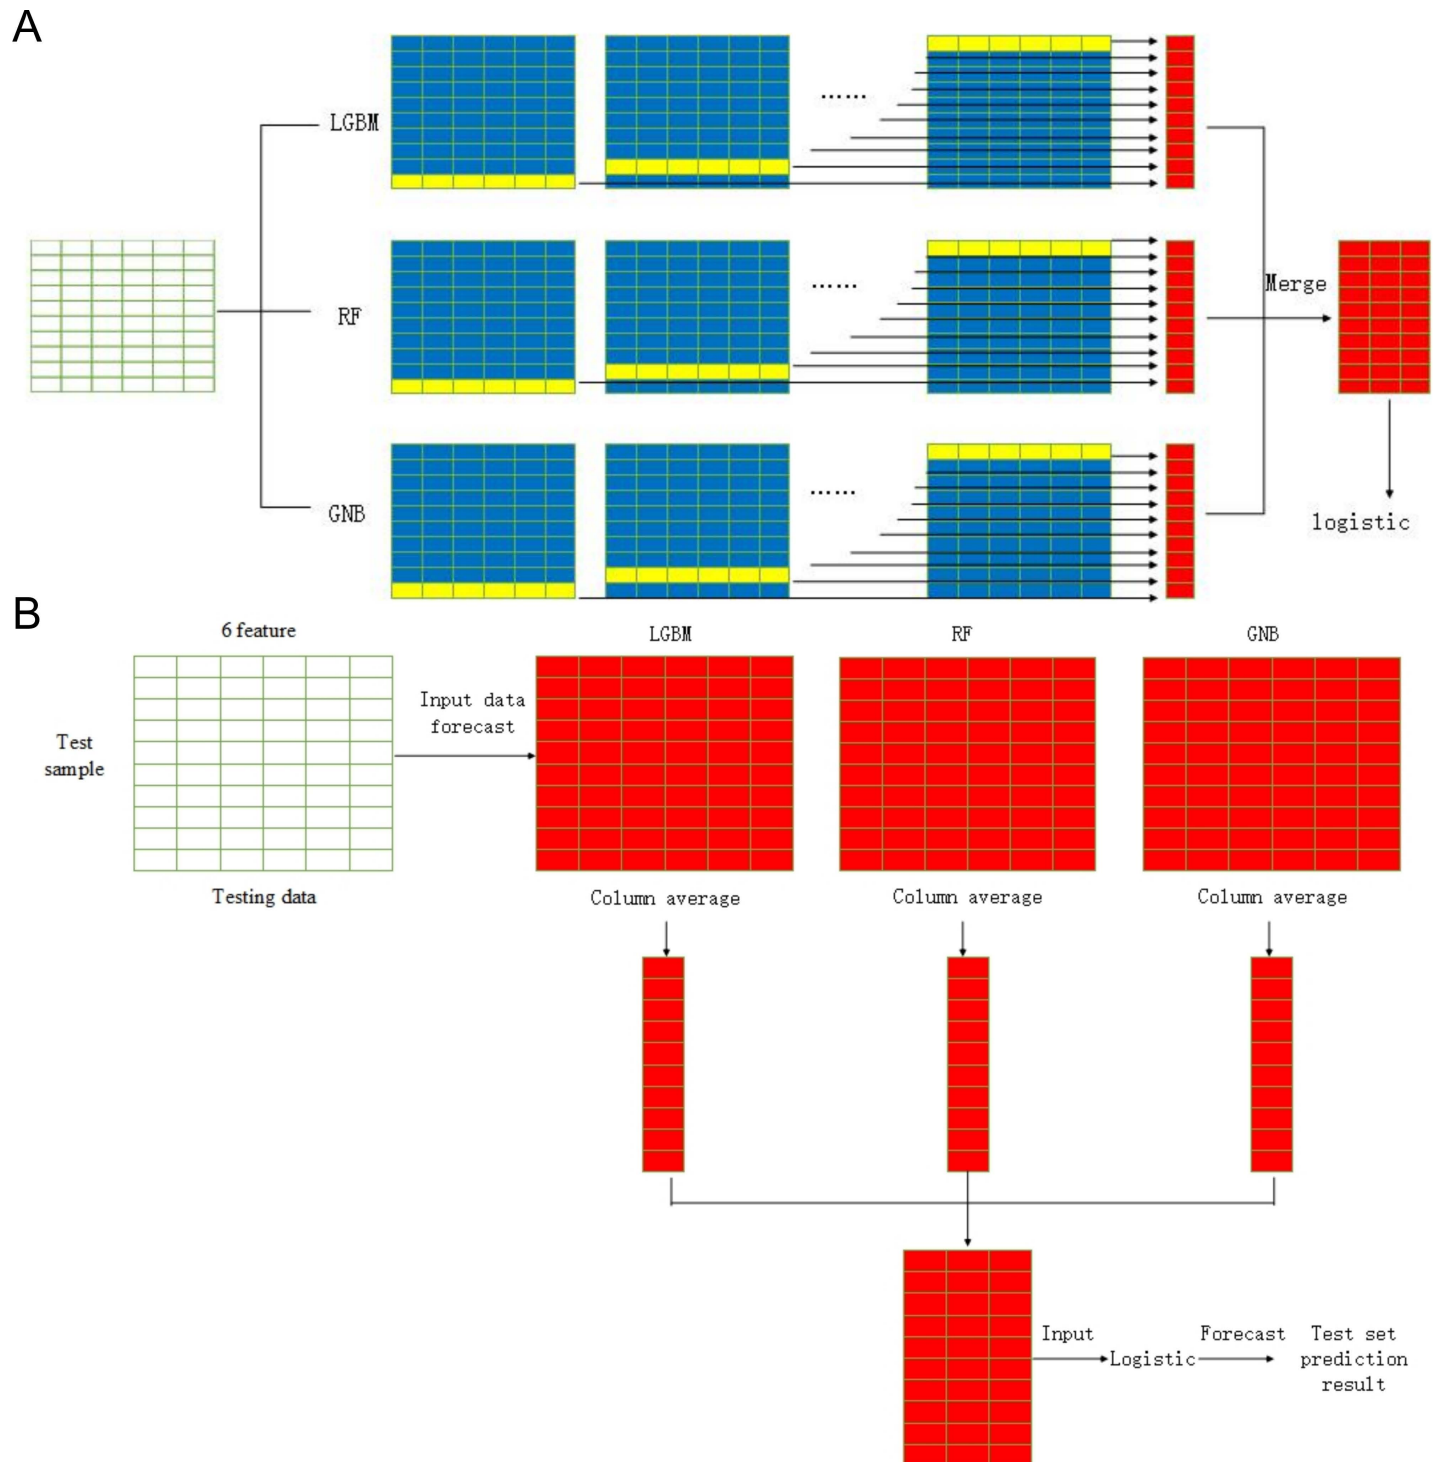 A
LGBM
......
RF
......
Merge
GNB
......
logistic
B
6 feature
LGBM
RF
GNB
Input data
forecast
Test
sample
Testing data
Column average
Column average
Column average
Input
Logistic
Forecast
Test set
prediction
result